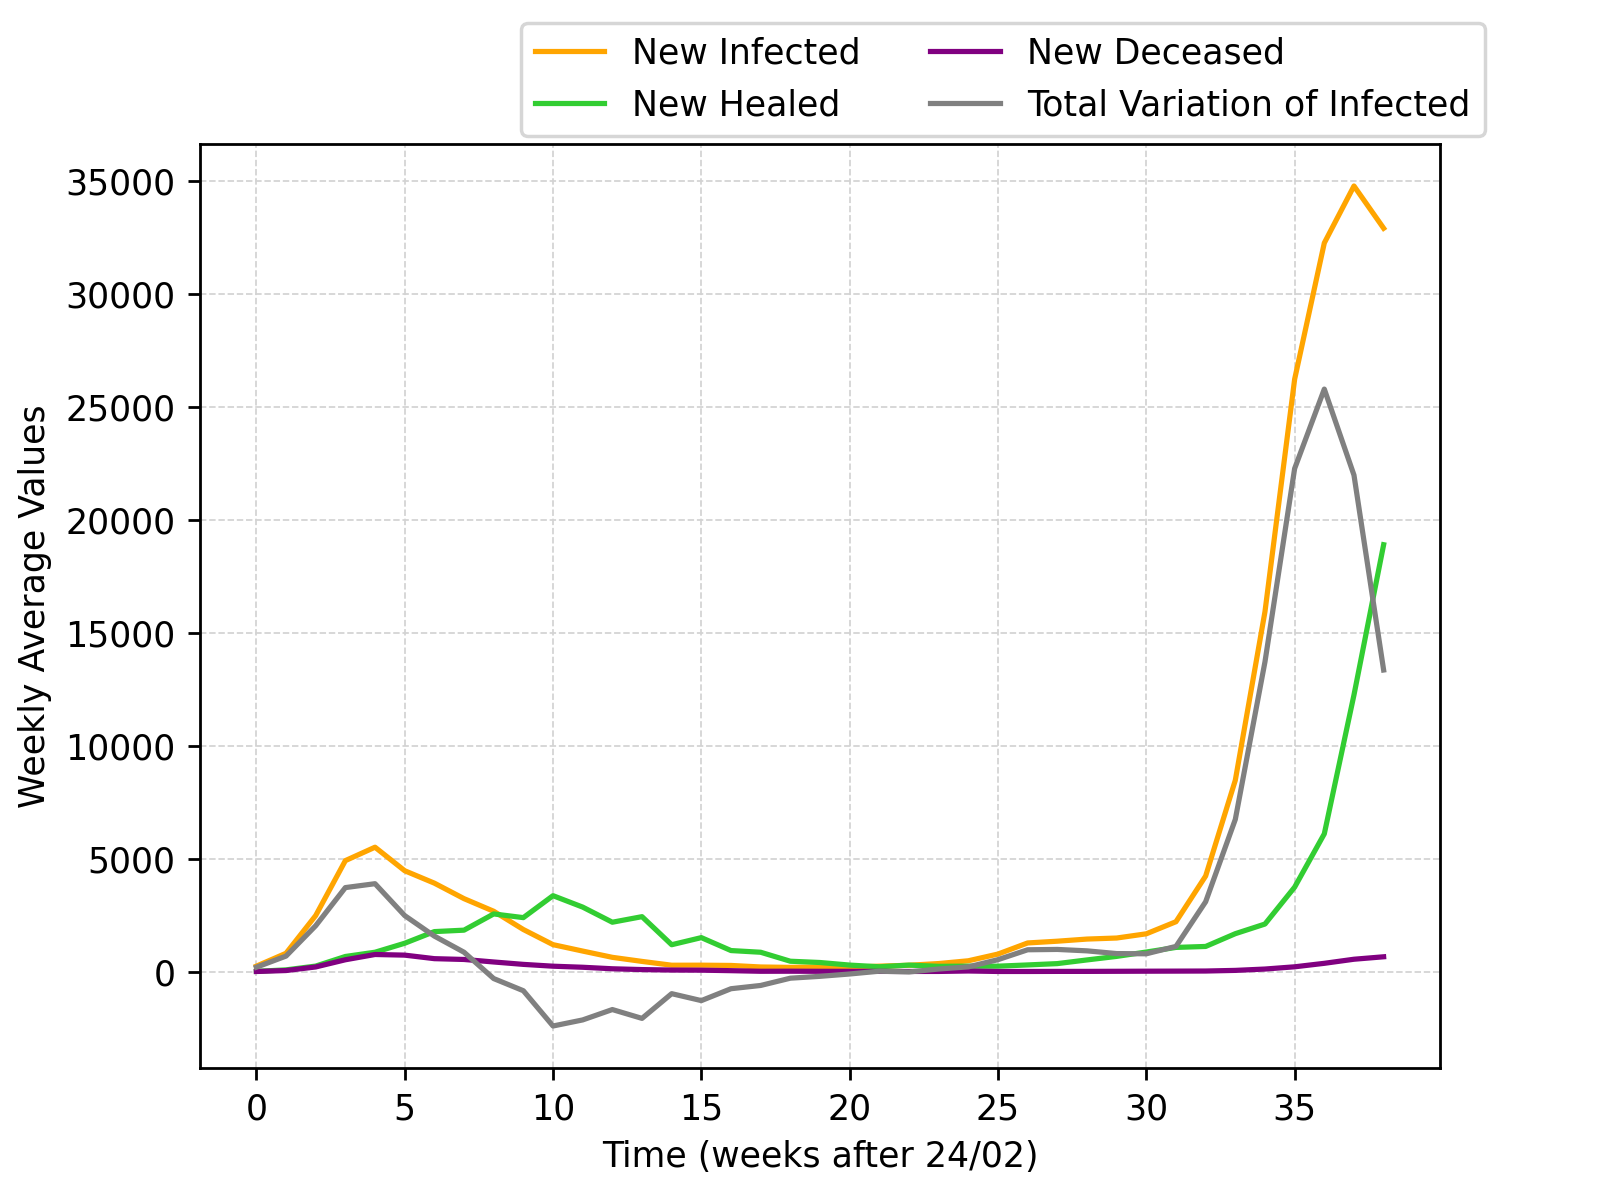 New Infected
New Healed
New Deceased
Total Variation of Infected
35000
30000
25000
20000
15000
10000
5000
0
Weekly Average Values
0 5 10 15 20 25 30 35
Time (weeks after 24/02)